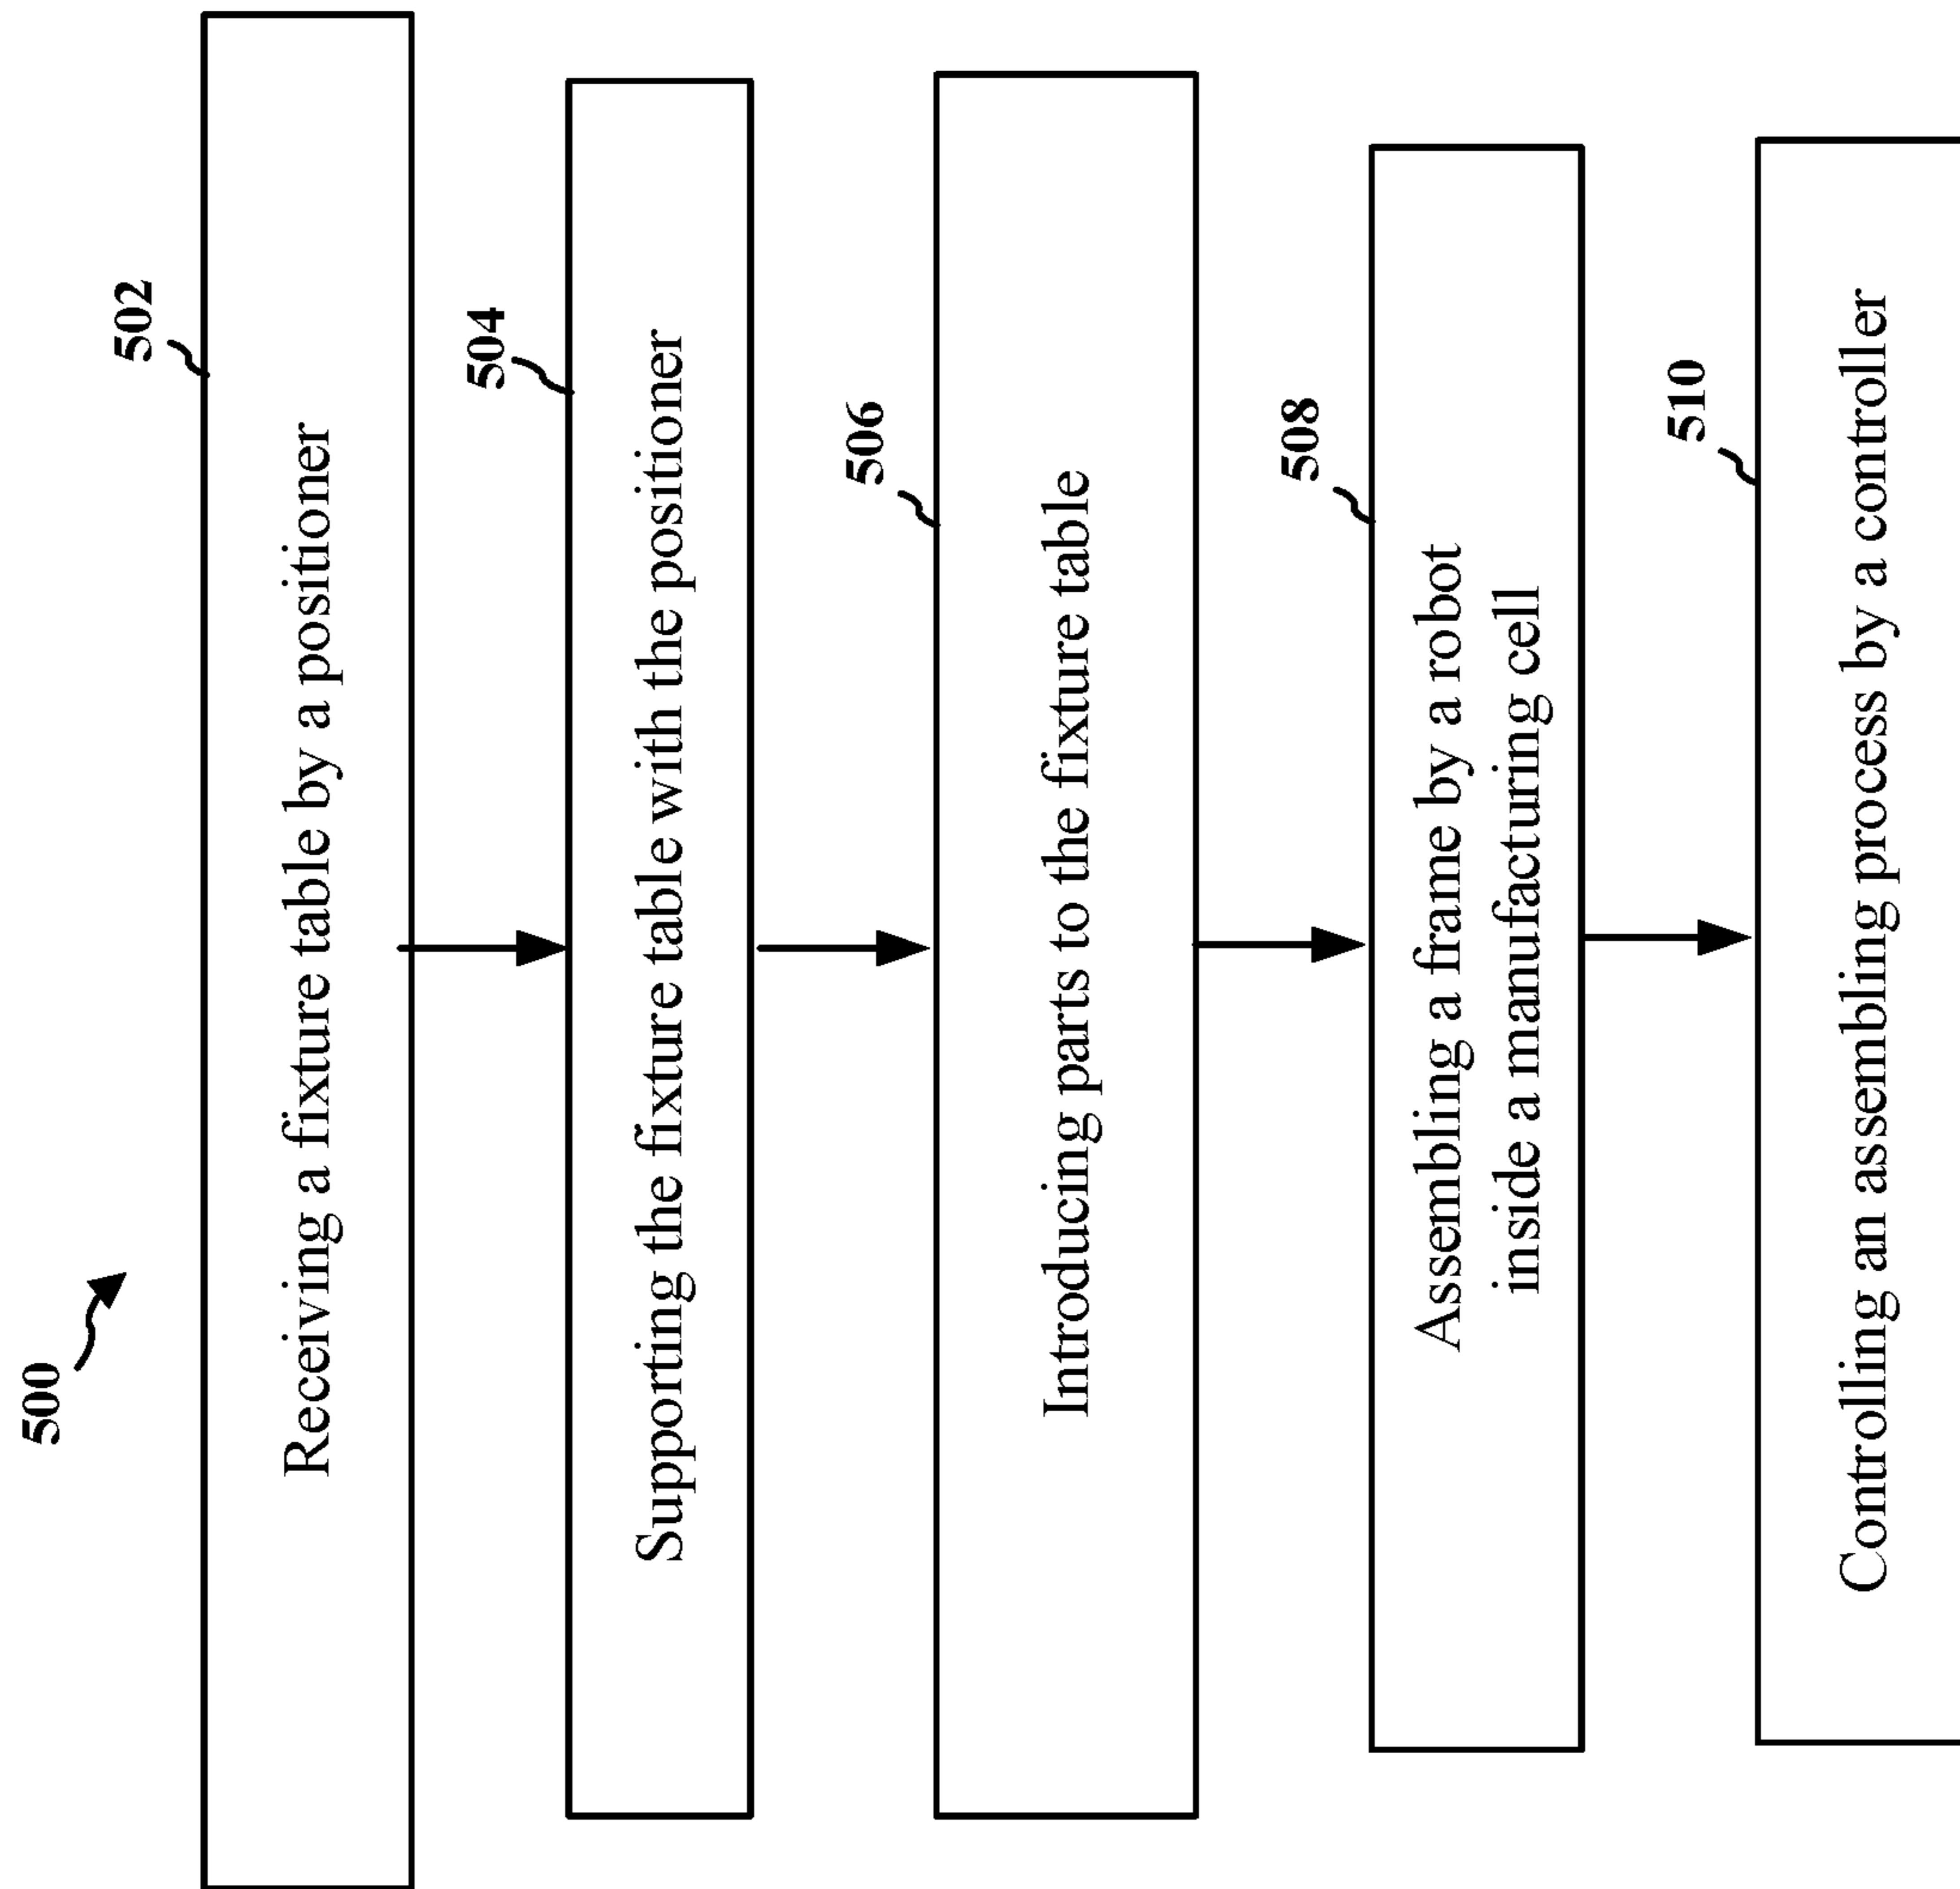 500
502
Receiving a fixture table by a positioner
504
Supporting the fixture table with the positioner
506
Introducing parts to the fixture table
508
Assembling a frame by a robot
inside a manufacturing cell
510
Controlling an assembling process by a controller